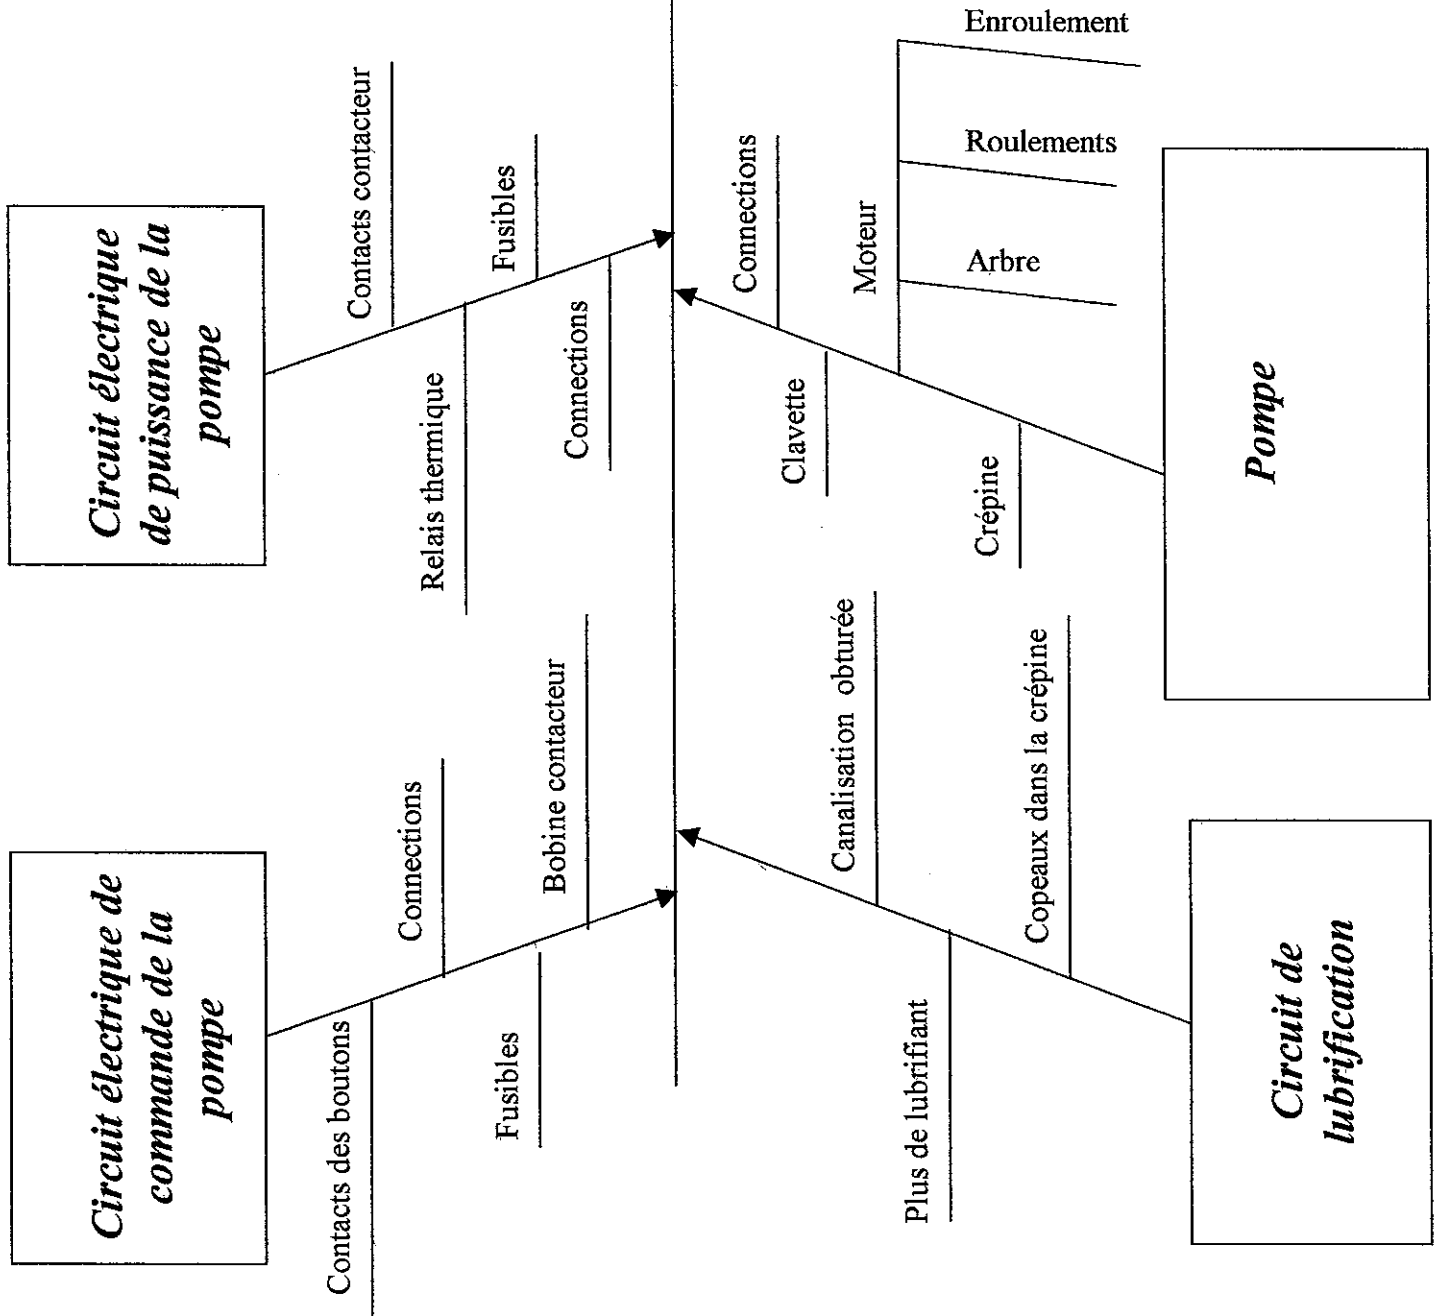 Circuit électrique de
commande de la
pompe
Contacts des boutons
Connections
Fusibles
Bobine contacteur
Circuit électrique
de puissance de la
pompe
Contacts contacteur
Relais thermique
Fusibles
Connections
Circuit de
lubrification
Plus de lubrifiant
Canalisation obturée
Copeaux dans la crépine
Pompe
Connections
Clavette
Moteur
Crépine
Enroulement
Roulements
Arbre